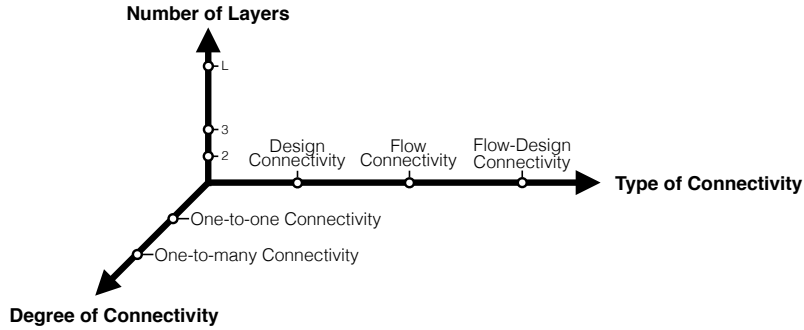 Number of Layers
L
3
2
Design
Connectivity
Flow
Connectivity
Flow-Design
Connectivity
Type of Connectivity
One-to-one Connectivity
One-to-many Connectivity
Degree of Connectivity